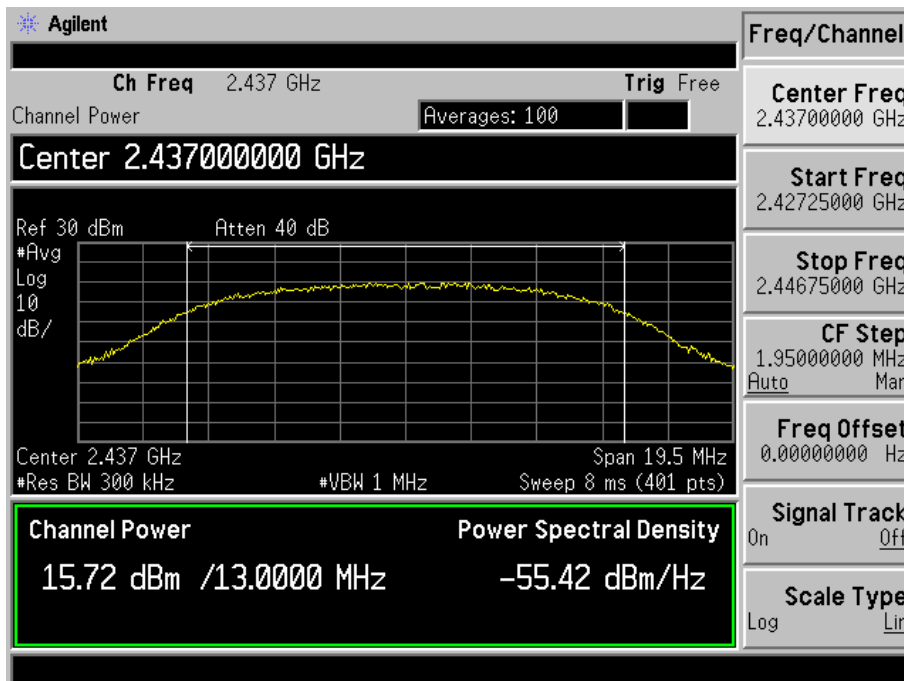 Agilent
Ch Freq 2.437 GHz Trig Free
Channel Power Averages: 100
Center 2.437000000 GHz
Ref 30 dBm Atten 40 dB
#Avg
Log
10
dB/
Center 2.437 GHz Span 19.5 MHz
#Res BW 300 kHz #VBW 1 MHz Sweep 8 ms (401 pts)
Channel Power Power Spectral Density
15.72 dBm /13.0000 MHz -55.42 dBm/Hz
Freq/Channel
Center Freq
2.43700000 GHz
Start Freq
2.42725000 GHz
Stop Freq
2.44675000 GHz
CF Step
1.95000000 MHz
Auto Man
Freq Offset
0.00000000 Hz
Signal Track
On Off
Scale Type
Log Lin